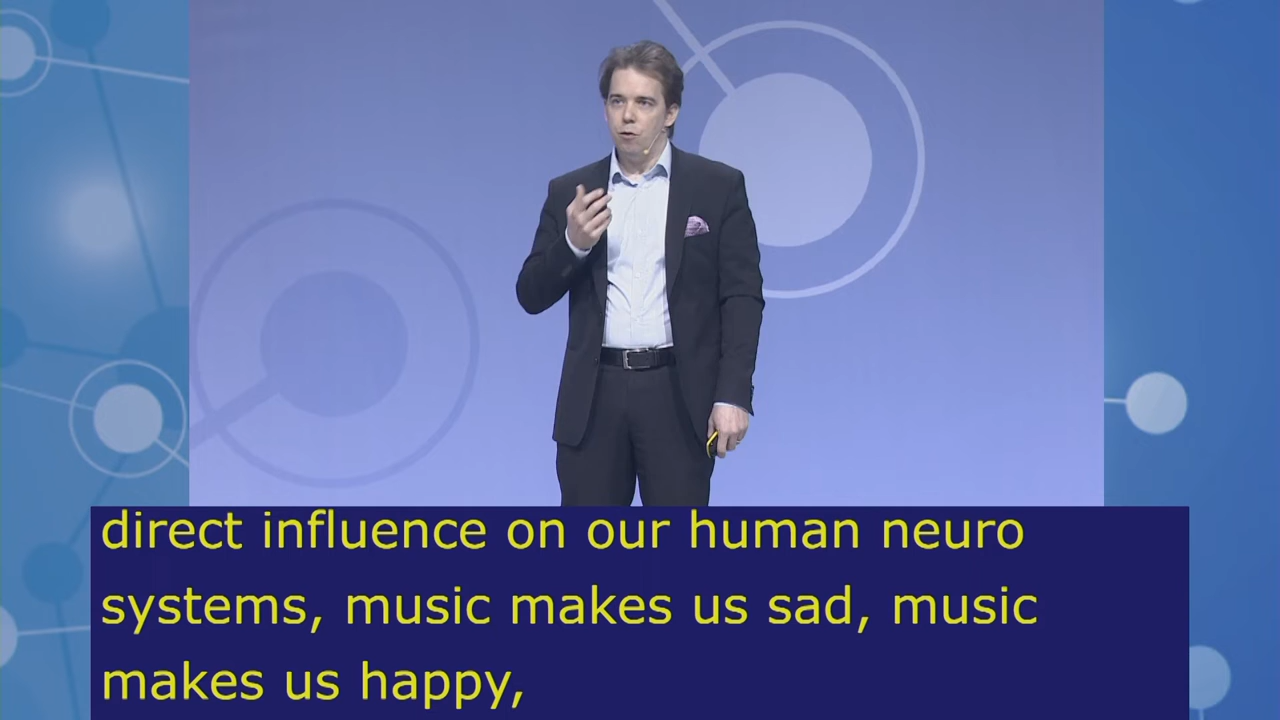 direct influence on our human neuro
systems, music makes us sad, music
makes us happy,